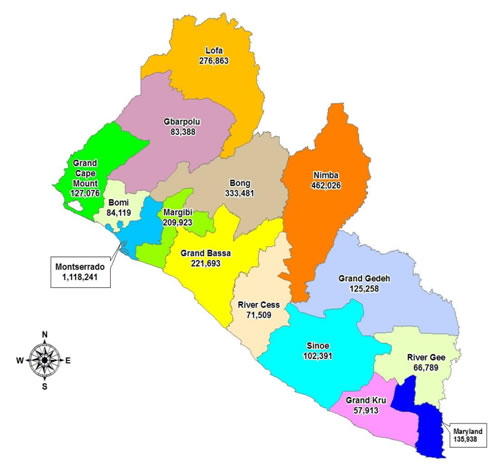 Lofa
276,863
Gbarpolu
83,388
Grand
Cape
Mount
127,076
Bomi
84,119
Bong
333,481
Nimba
462,026
Margibi
209,923
Montserrado
1,118,241
Grand Bassa
221,693
Grand Gedeh
125,258
River Cess
71,509
Sinoe
102,391
River Gee
66,789
Grand Kru
57,913
Maryland
135,938
N
W
E
S